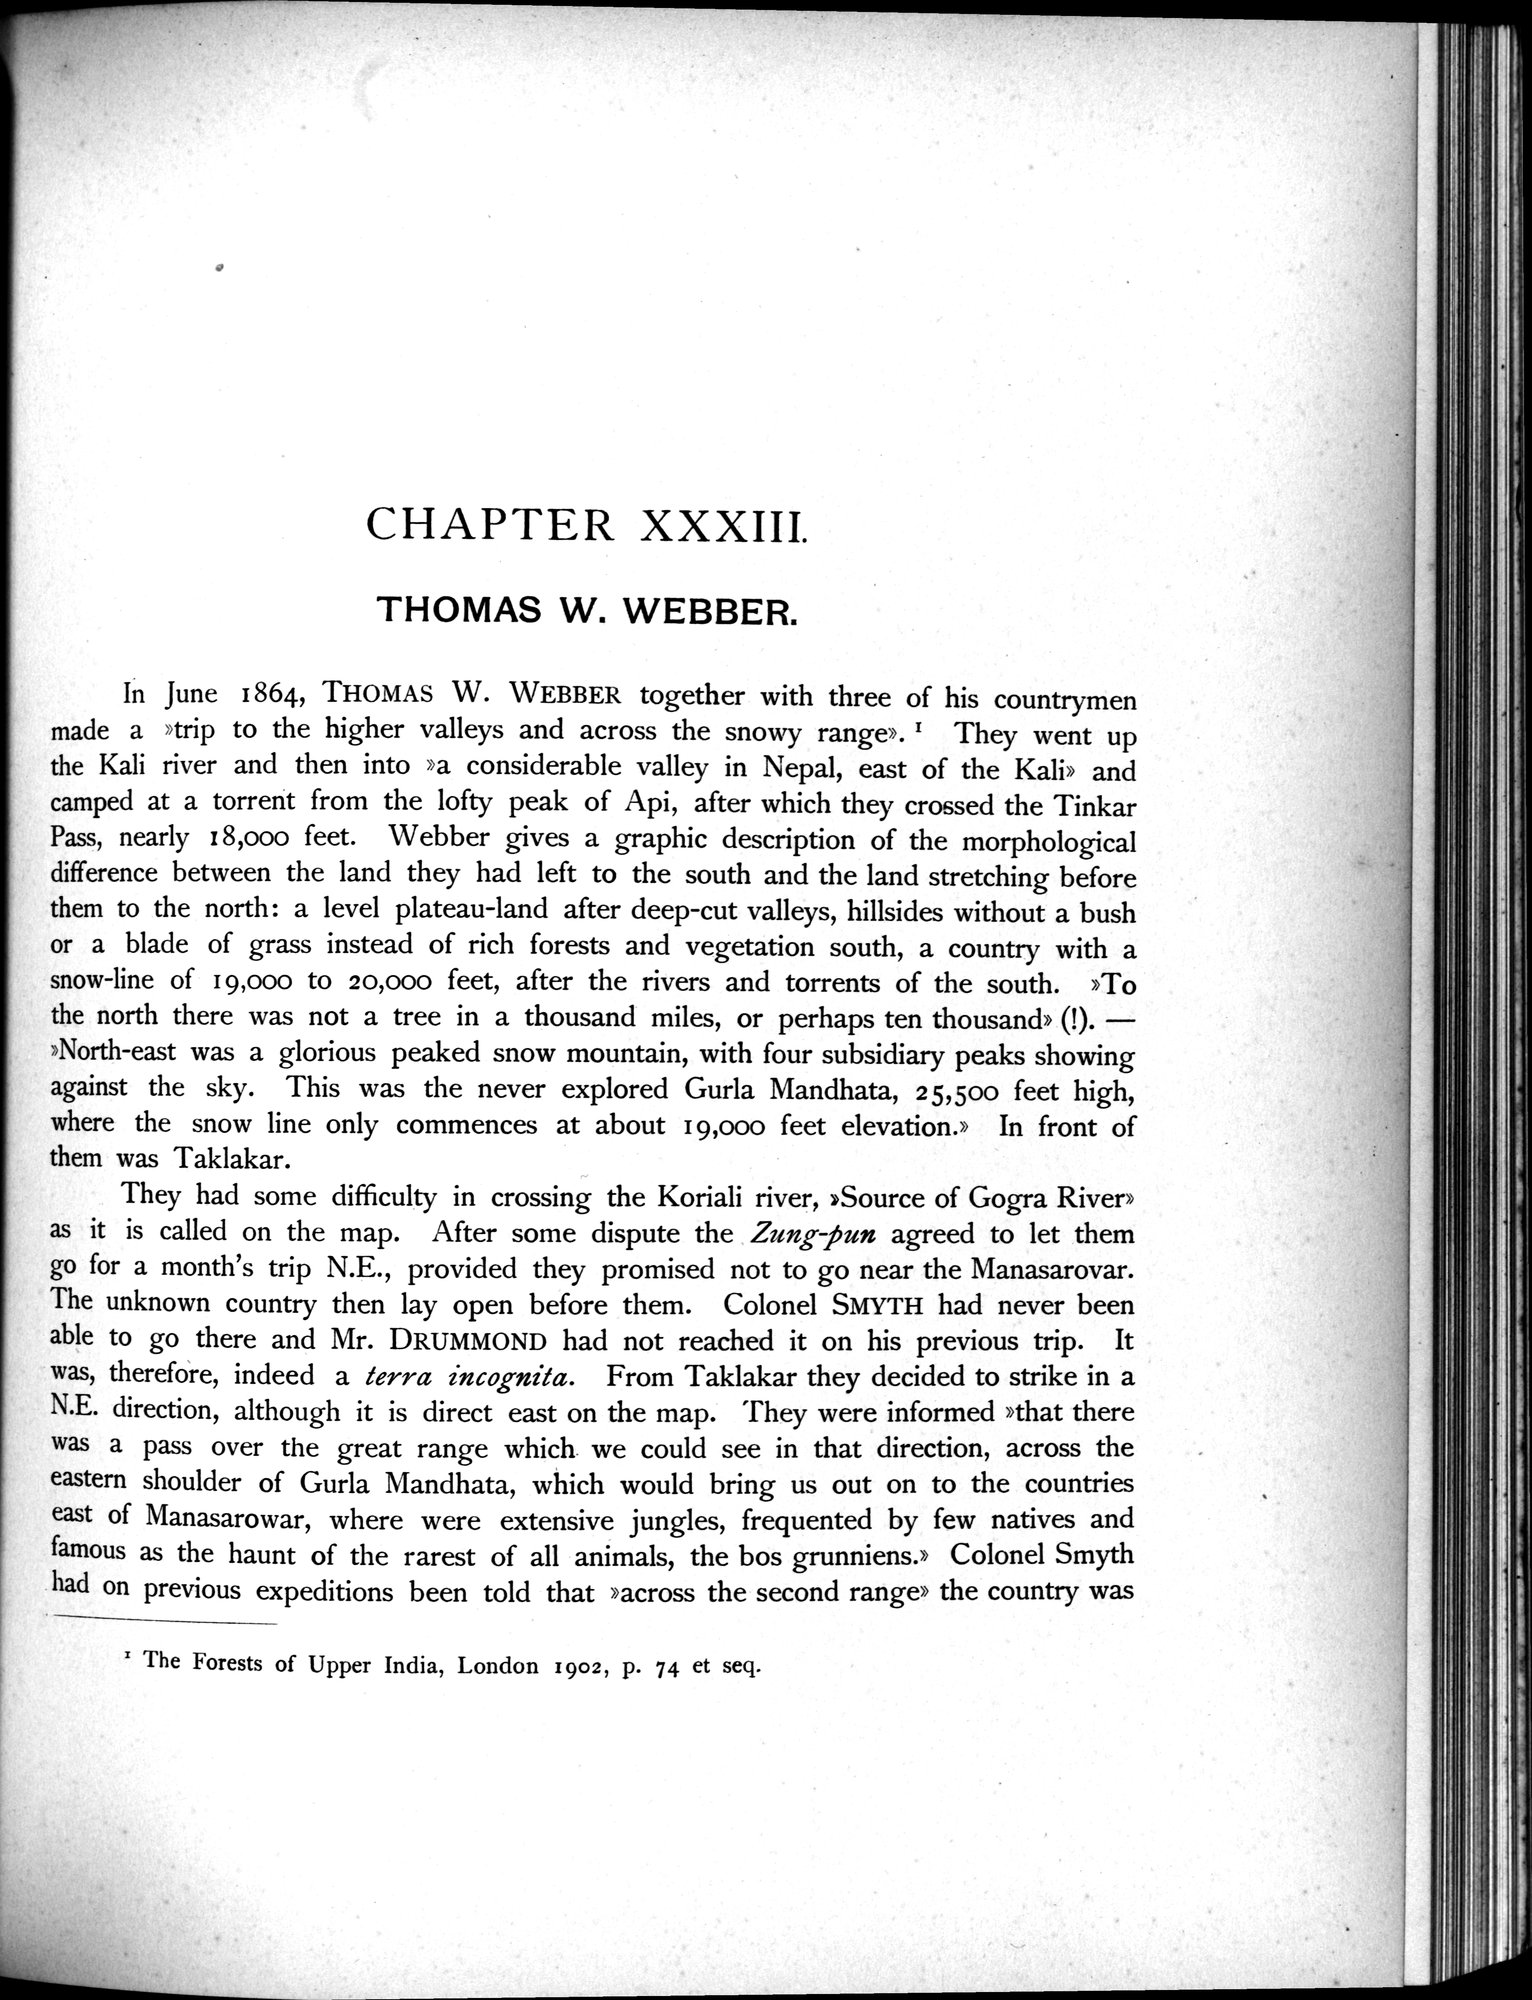 CHAPTER XXXIII.
THOMAS W. WEBBER.
In June 1864, THOMAS W. WEBBER together with three of his countrymen
made a »trip to the higher valleys and across the snowy range». ¹ They went up
the Kali river and then into »a considerable valley in Nepal, east of the Kali» and
camped at a torrent from the lofty peak of Api, after which they crossed the Tinkar
Pass, nearly 18,000 feet. Webber gives a graphic description of the morphological
difference between the land they had left to the south and the land stretching before
them to the north: a level plateau-land after deep-cut valleys, hillsides without a bush
or a blade of grass instead of rich forests and vegetation south, a country with a
snow-line of 19,000 to 20,000 feet, after the rivers and torrents of the south. »To
the north there was not a tree in a thousand miles, or perhaps ten thousand» (!). —
»North-east was a glorious peaked snow mountain, with four subsidiary peaks showing
against the sky. This was the never explored Gurla Mandhata, 25,500 feet high,
where the snow line only commences at about 19,000 feet elevation.» In front of
them was Taklakar.
They had some difficulty in crossing the Koriali river, »Source of Gogra River»
as it is called on the map. After some dispute the Zung-pun agreed to let them
go for a month's trip N.E., provided they promised not to go near the Manasarovar.
The unknown country then lay open before them. Colonel SMYTH had never been
able to go there and Mr. DRUMMOND had not reached it on his previous trip. It
was, therefore, indeed a terra incognita. From Taklakar they decided to strike in a
N.E. direction, although it is direct east on the map. They were informed »that there
was a pass over the great range which we could see in that direction, across the
eastern shoulder of Gurla Mandhata, which would bring us out on to the countries
east of Manasarowar, where were extensive jungles, frequented by few natives and
famous as the haunt of the rarest of all animals, the bos grunniens.» Colonel Smyth
had on previous expeditions been told that »across the second range» the country was
¹ The Forests of Upper India, London 1902, p. 74 et seq.